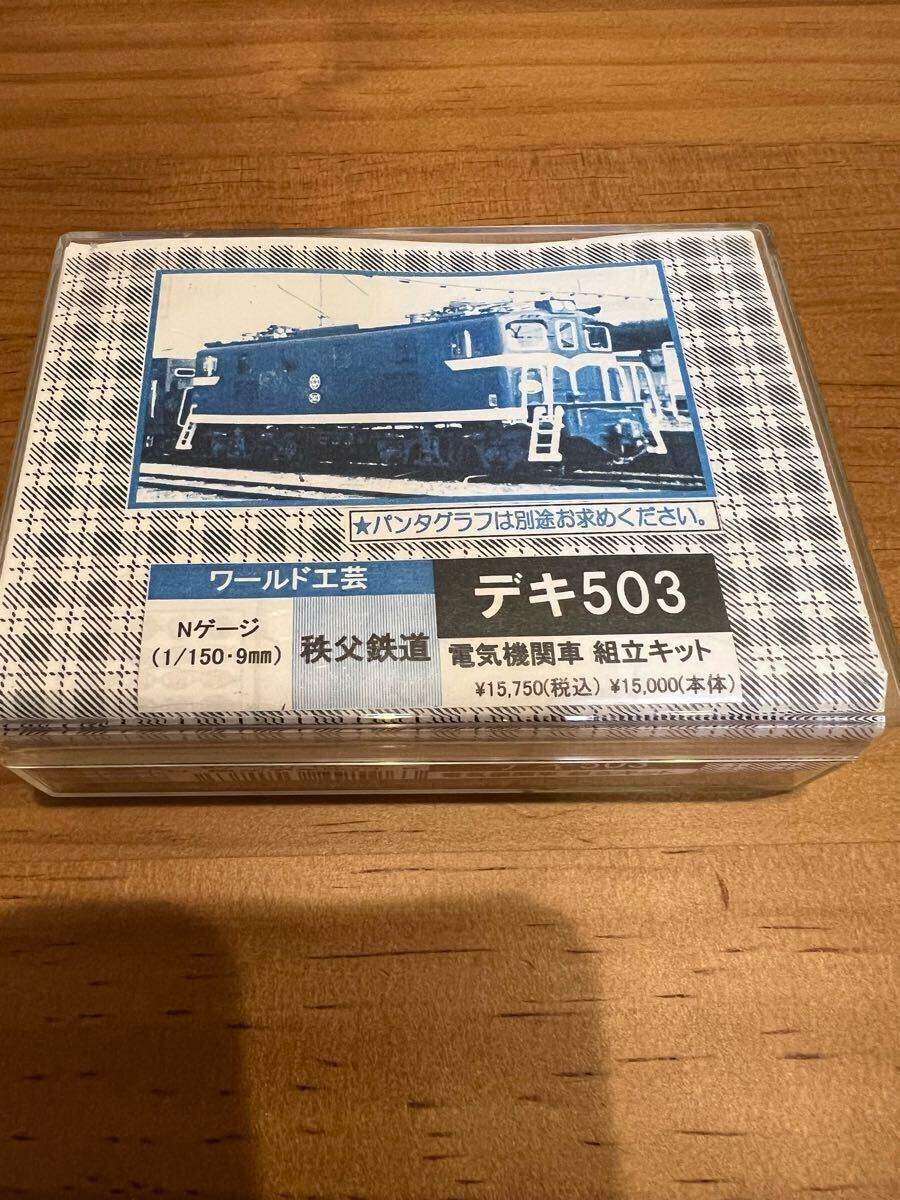 503
★パンタグラフは別途お求めください。
ワールド工芸
デキ503
Nゲージ
(1/150・9mm)
秩父鉄道
電気機関車 組立キット
¥15,750(税込) ¥15,000(本体)